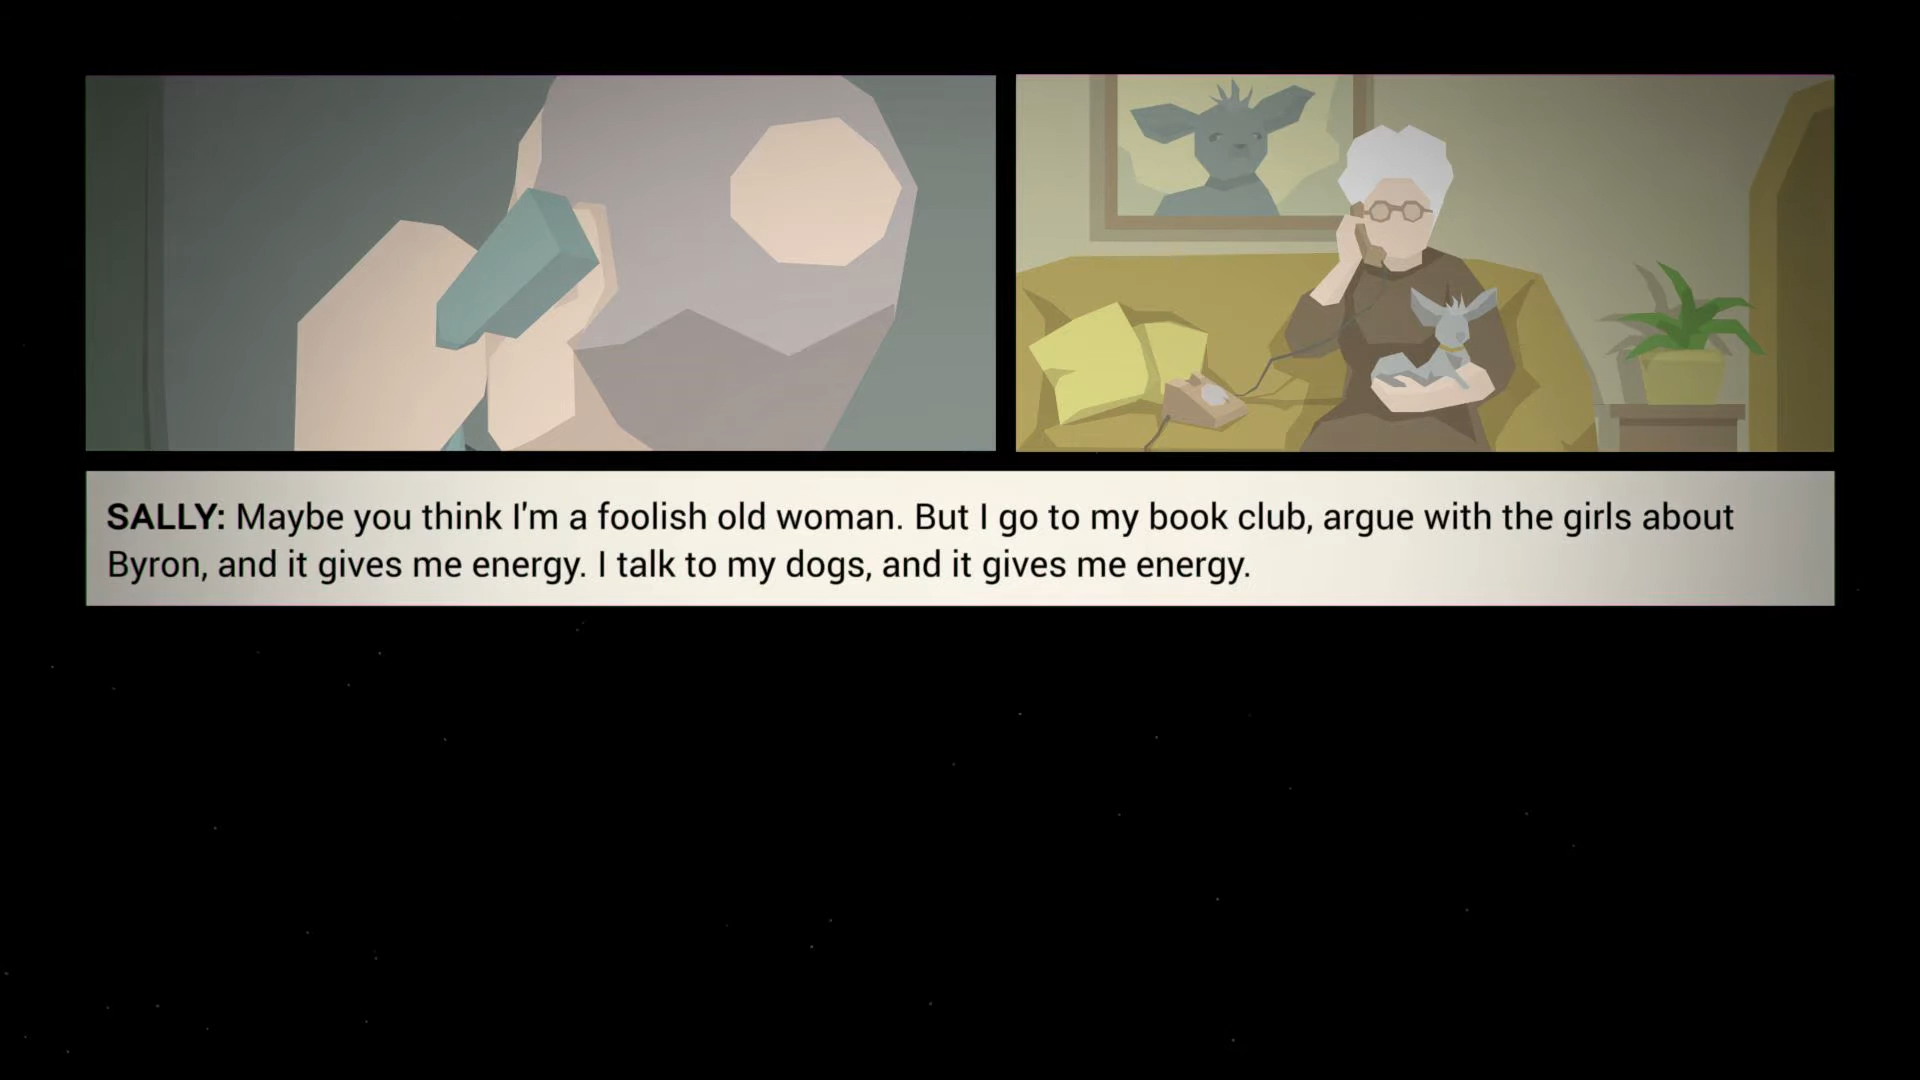 SALLY: Maybe you think I'm a foolish old woman. But I go to my book club, argue with the girls about
Byron, and it gives me energy. I talk to my dogs, and it gives me energy.